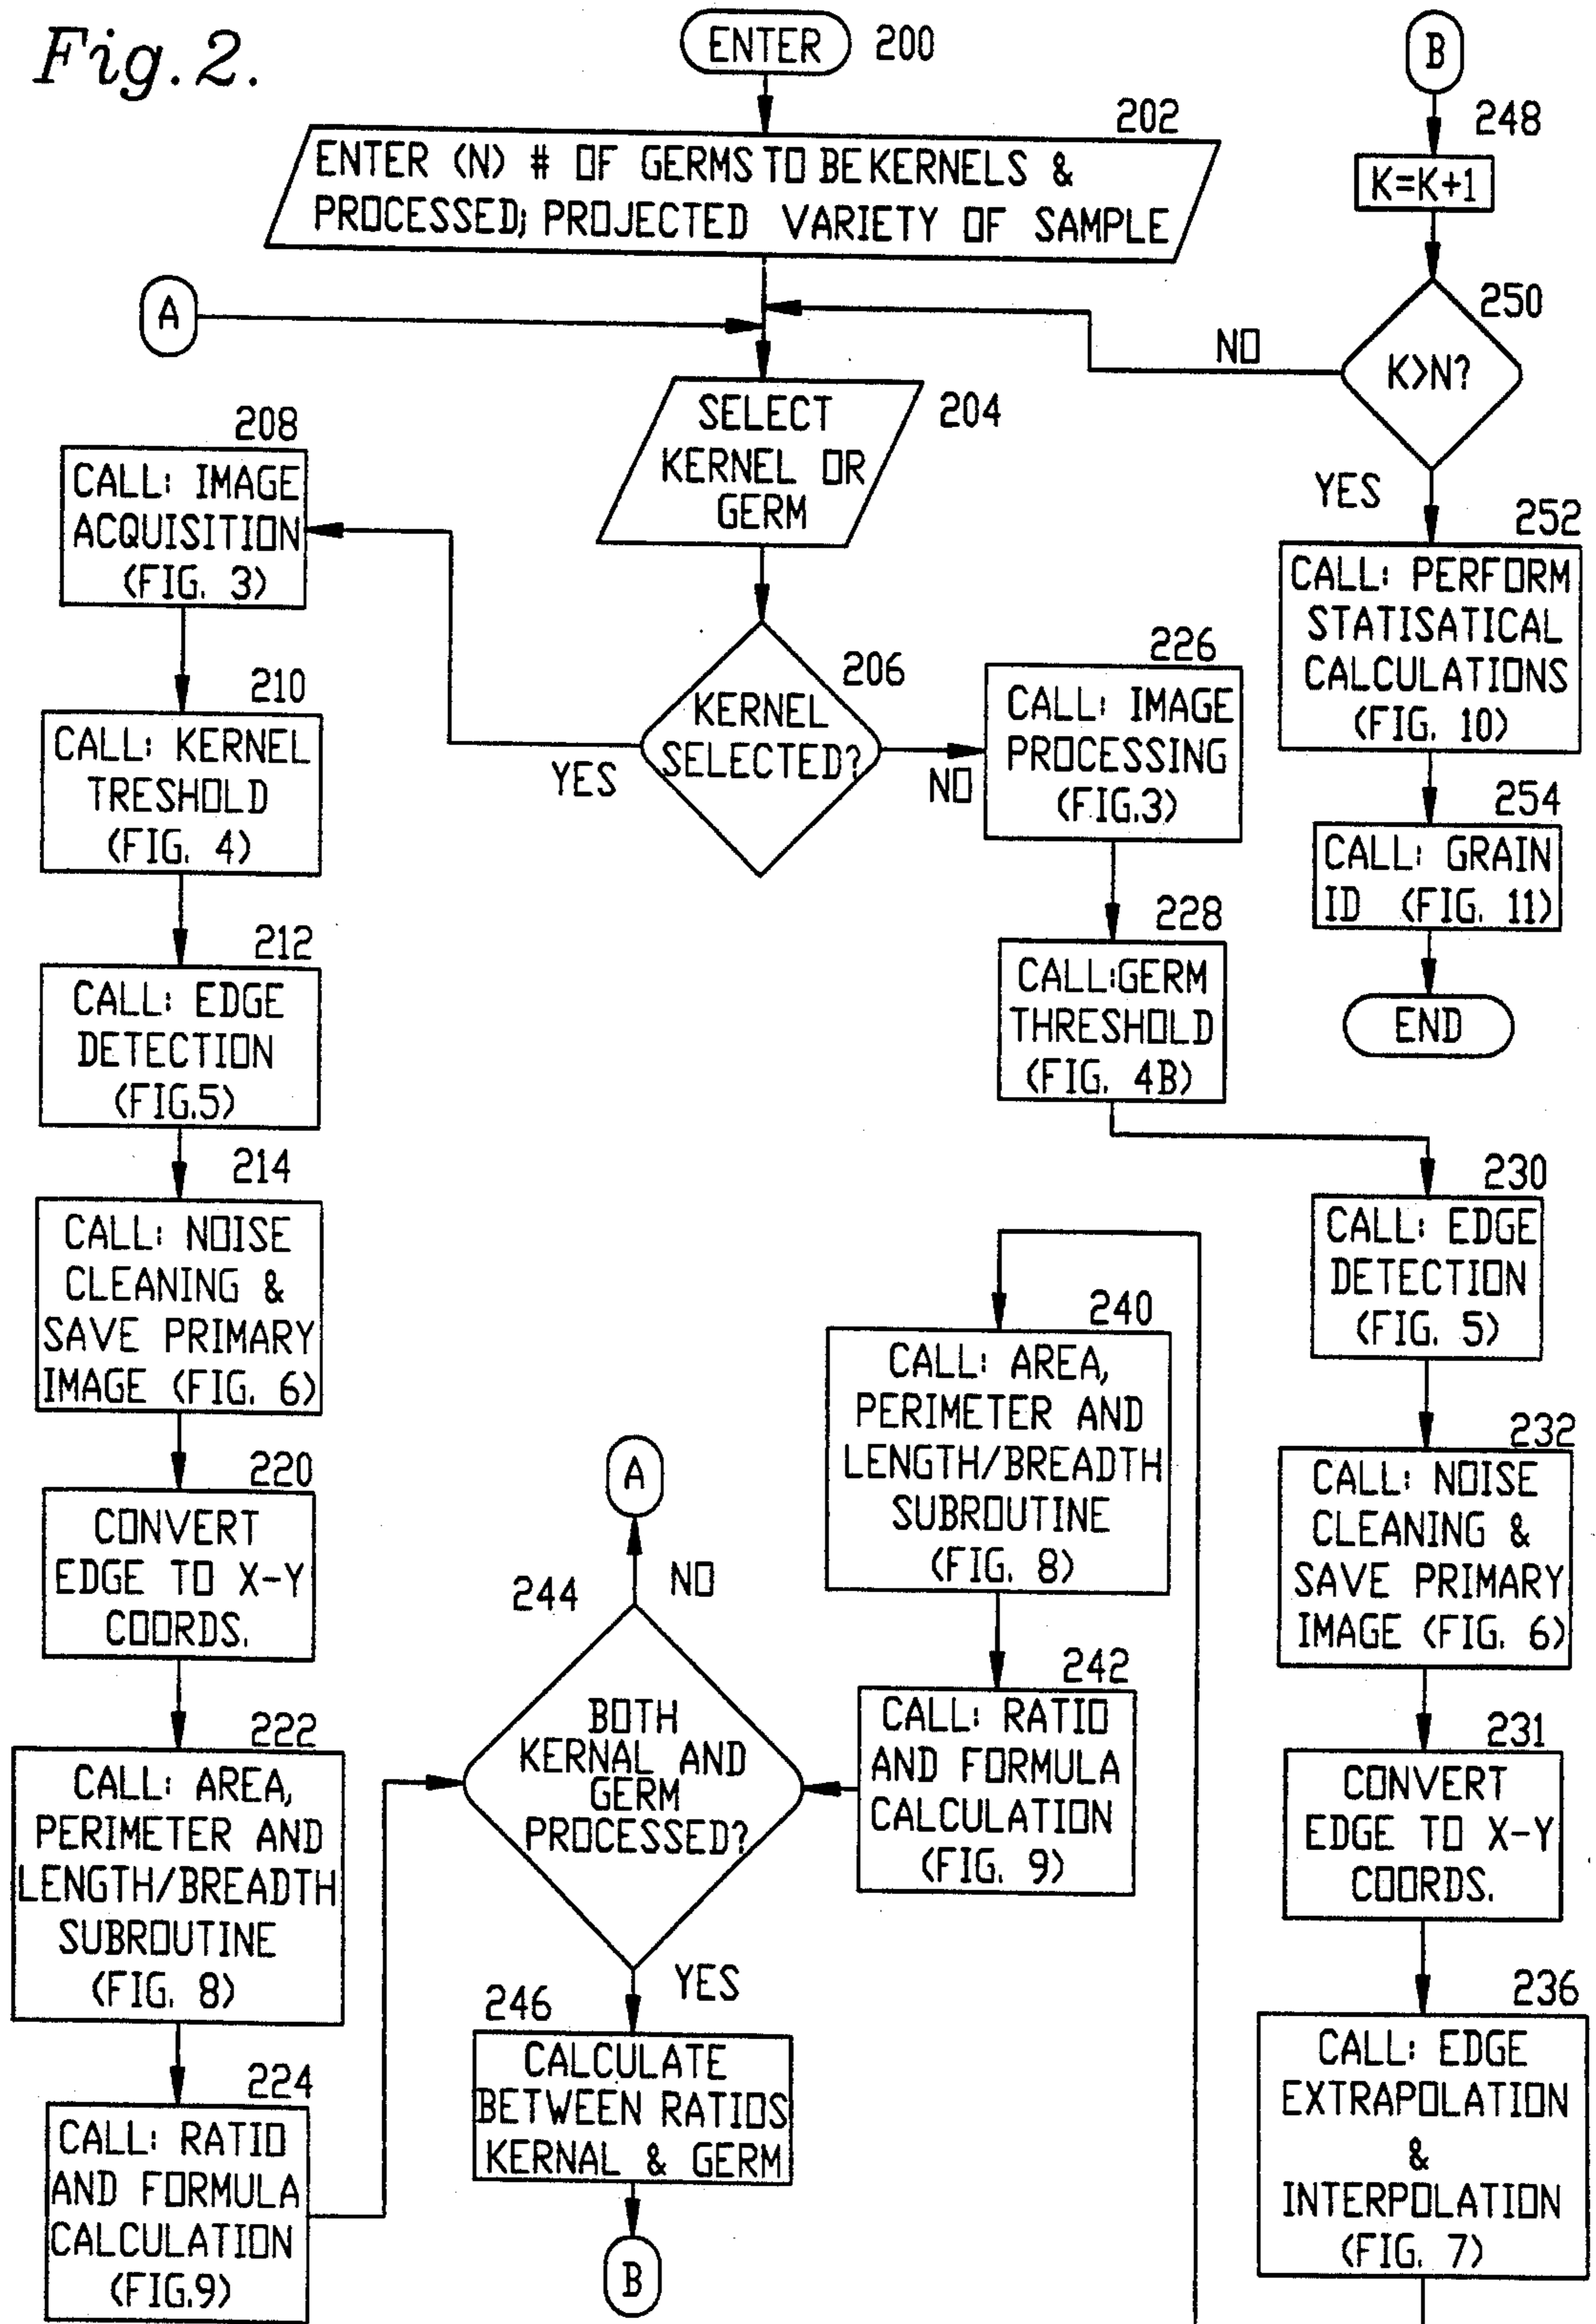 Fig. 2.
ENTER
200
202
ENTER (N) # OF GERMS TO BE KERNELS &
PROCESSED; PROJECTED VARIETY OF SAMPLE
A
204
SELECT
KERNEL OR
GERM
206
KERNEL
SELECTED?
YES
NO
208
CALL: IMAGE
ACQUISITION
(FIG. 3)
210
CALL: KERNEL
TRESHOLD
(FIG. 4)
212
CALL: EDGE
DETECTION
(FIG.5)
214
CALL: NOISE
CLEANING &
SAVE PRIMARY
IMAGE (FIG. 6)
220
CONVERT
EDGE TO X-Y
COORDS.
222
CALL: AREA,
PERIMETER AND
LENGTH/BREADTH
SUBROUTINE
(FIG. 8)
224
CALL: RATIO
AND FORMULA
CALCULATION
(FIG.9)
226
CALL: IMAGE
PROCESSING
(FIG.3)
228
CALL:GERM
THRESHOLD
(FIG. 4B)
230
CALL: EDGE
DETECTION
(FIG. 5)
232
CALL: NOISE
CLEANING &
SAVE PRIMARY
IMAGE (FIG. 6)
231
CONVERT
EDGE TO X-Y
COORDS.
236
CALL: EDGE
EXTRAPOLATION
&
INTERPOLATION
(FIG. 7)
240
CALL: AREA,
PERIMETER AND
LENGTH/BREADTH
SUBROUTINE
(FIG. 8)
242
CALL: RATIO
AND FORMULA
CALCULATION
(FIG. 9)
A
NO
244
BOTH
KERNAL AND
GERM
PROCESSED?
YES
246
CALCULATE
BETWEEN RATIOS
KERNAL & GERM
B
B
248
K=K+1
250
K>N?
NO
YES
252
CALL: PERFORM
STATISATICAL
CALCULATIONS
(FIG. 10)
254
CALL: GRAIN
ID (FIG. 11)
END